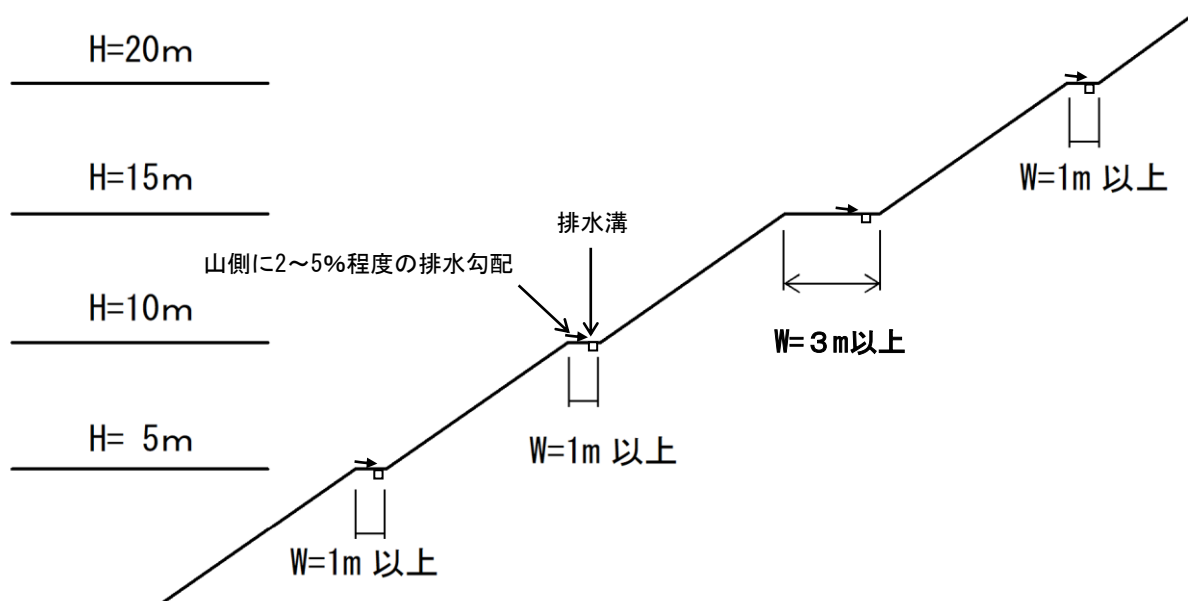 H=20m
W=1m 以上
H=15m
排水溝
山側に2～5%程度の排水勾配
H=10m
W=３m以上
H= 5m
W=1m 以上
W=1m 以上